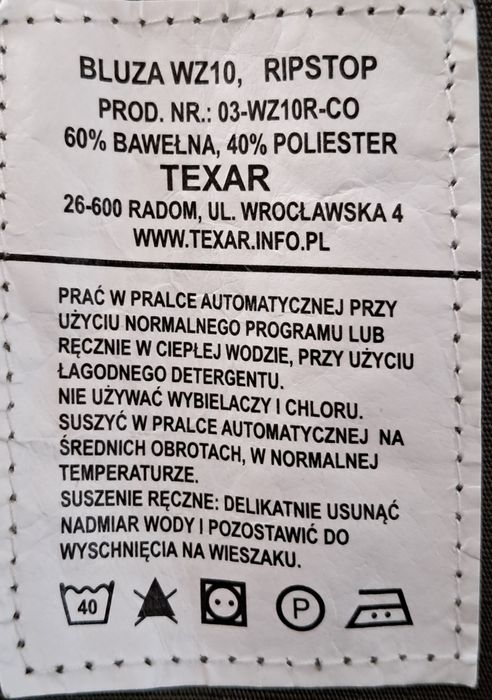 BLUZA WZ10, RIPSTOP
PROD. NR.: 03-WZ10R-CO
60% BAWEŁNA, 40% POLIESTER
TEXAR
26-600 RADOM, UL. WROCŁAWSKA 4
WWW.TEXAR.INFO.PL
PRAĆ W PRALCE AUTOMATYCZNEJ PRZY
UŻYCIU NORMALNEGO PROGRAMU LUB
RĘCZNIE W CIEPŁEJ WODZIE, PRZY UŻYCIU
ŁAGODNEGO DETERGENTU.
NIE UŻYWAĆ WYBIELACZY I CHLORU.
SUSZYĆ W PRALCE AUTOMATYCZNEJ NA
ŚREDNICH OBROTACH, W NORMALNEJ
TEMPERATURZE.
SUSZENIE RĘCZNE: DELIKATNIE USUNĄĆ
NADMIAR WODY I POZOSTAWIĆ DO
WYSCHNIĘCIA NA WIESZAKU.
40 P